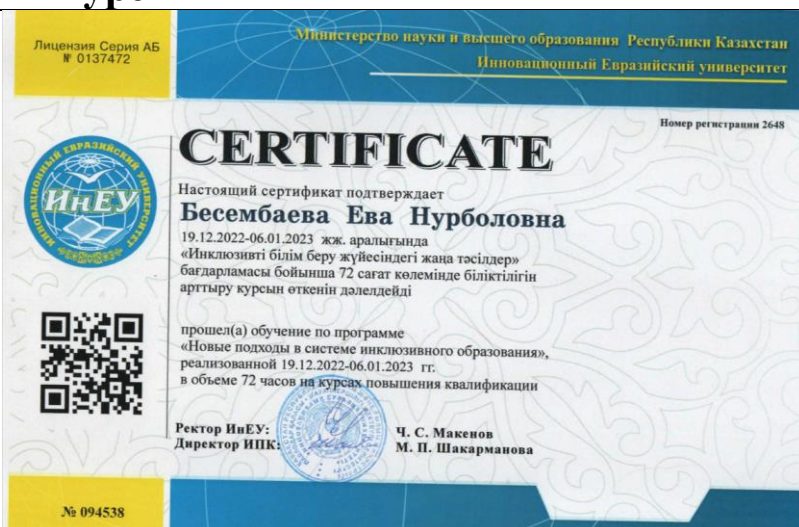 Лицензия Серия АБ
№ 0137472
Министерство науки и высшего образования Республики Казахстан
Инновационный Евразийский университет
Номер регистрации 2648
ИННОВАЦИОННЫЙ ЕВРАЗИЙСКИЙ УНИВЕРСИТЕТ
ИнЕУ
CERTIFICATE
Настоящий сертификат подтверждает
Бесембаева Ева Нурболовна
19.12.2022-06.01.2023 жж. аралығында
«Инклюзивті білім беру жүйесіндегі жаңа тәсілдер»
бағдарламасы бойынша 72 сағат көлемінде біліктілігін
арттыру курсын өткенін дәлелдейді
прошел(а) обучение по программе
«Новые подходы в системе инклюзивного образования»,
реализованной 19.12.2022-06.01.2023 гг.
в объеме 72 часов на курсах повышения квалификации
Ректор ИнЕУ: Ч. С. Макенов
Директор ИПК: М. П. Шакарманова
№ 094538